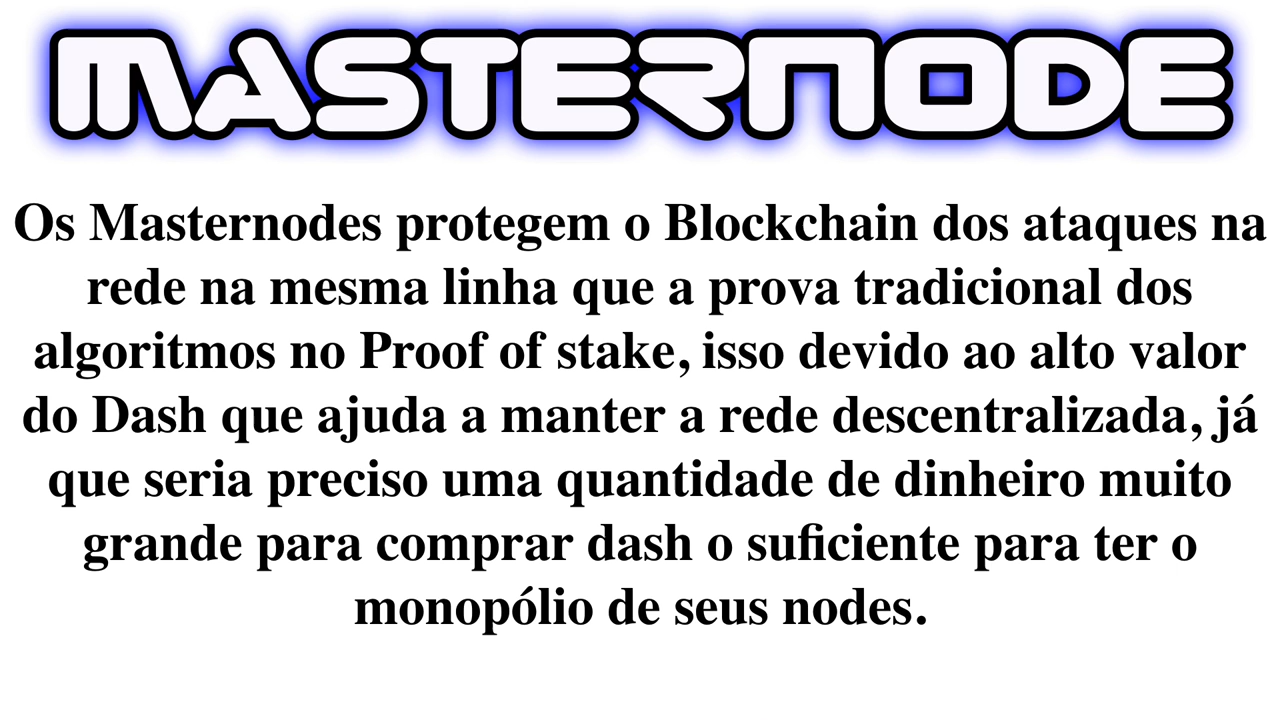 MASTERNODE
Os Masternodes protegem o Blockchain dos ataques na
rede na mesma linha que a prova tradicional dos
algoritmos no Proof of stake, isso devido ao alto valor
do Dash que ajuda a manter a rede descentralizada, já
que seria preciso uma quantidade de dinheiro muito
grande para comprar dash o suficiente para ter o
monopólio de seus nodes.